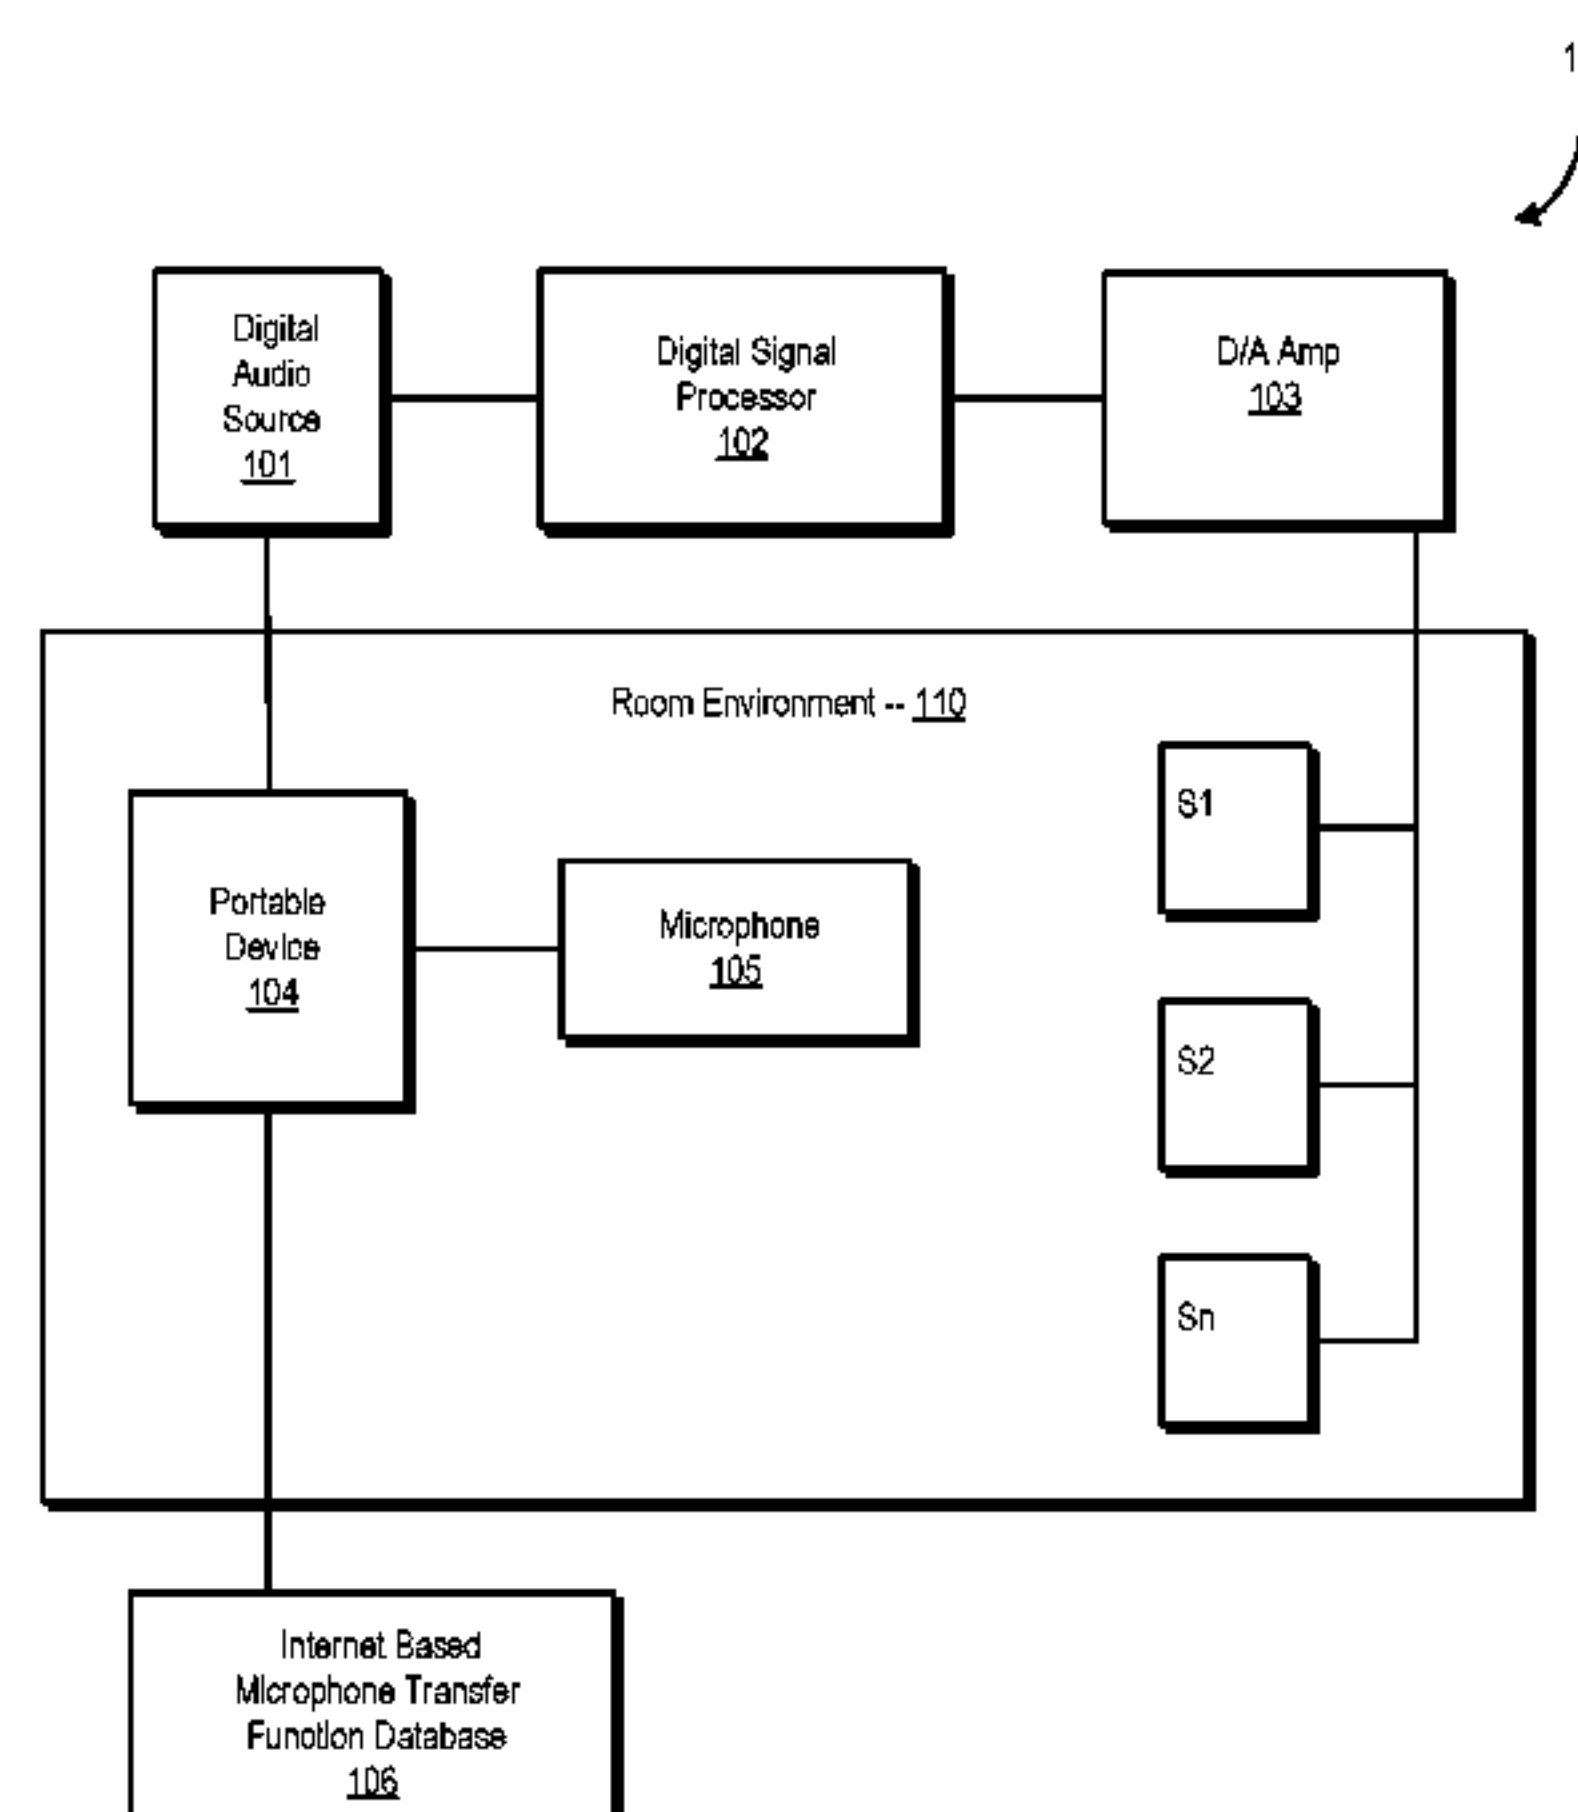 1
Digital
Audio
Source
101
Digital Signal
Processor
102
D/A Amp
103
Room Environment -- 110
S1
Portable
Device
104
Microphone
105
S2
Sn
Internet Based
Microphone Transfer
Function Database
106